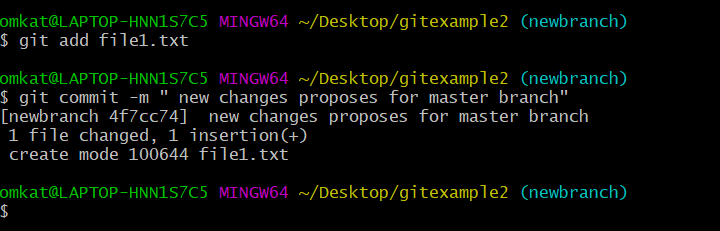 omkat@LAPTOP-HNN1S7C5 MINGW64 ~/Desktop/gitexample2 (newbranch)
$ git add file1.txt
omkat@LAPTOP-HNN1S7C5 MINGW64 ~/Desktop/gitexample2 (newbranch)
$ git commit -m " new changes proposes for master branch"
[newbranch 4f7cc74]  new changes proposes for master branch
 1 file changed, 1 insertion(+)
 create mode 100644 file1.txt
omkat@LAPTOP-HNN1S7C5 MINGW64 ~/Desktop/gitexample2 (newbranch)
$